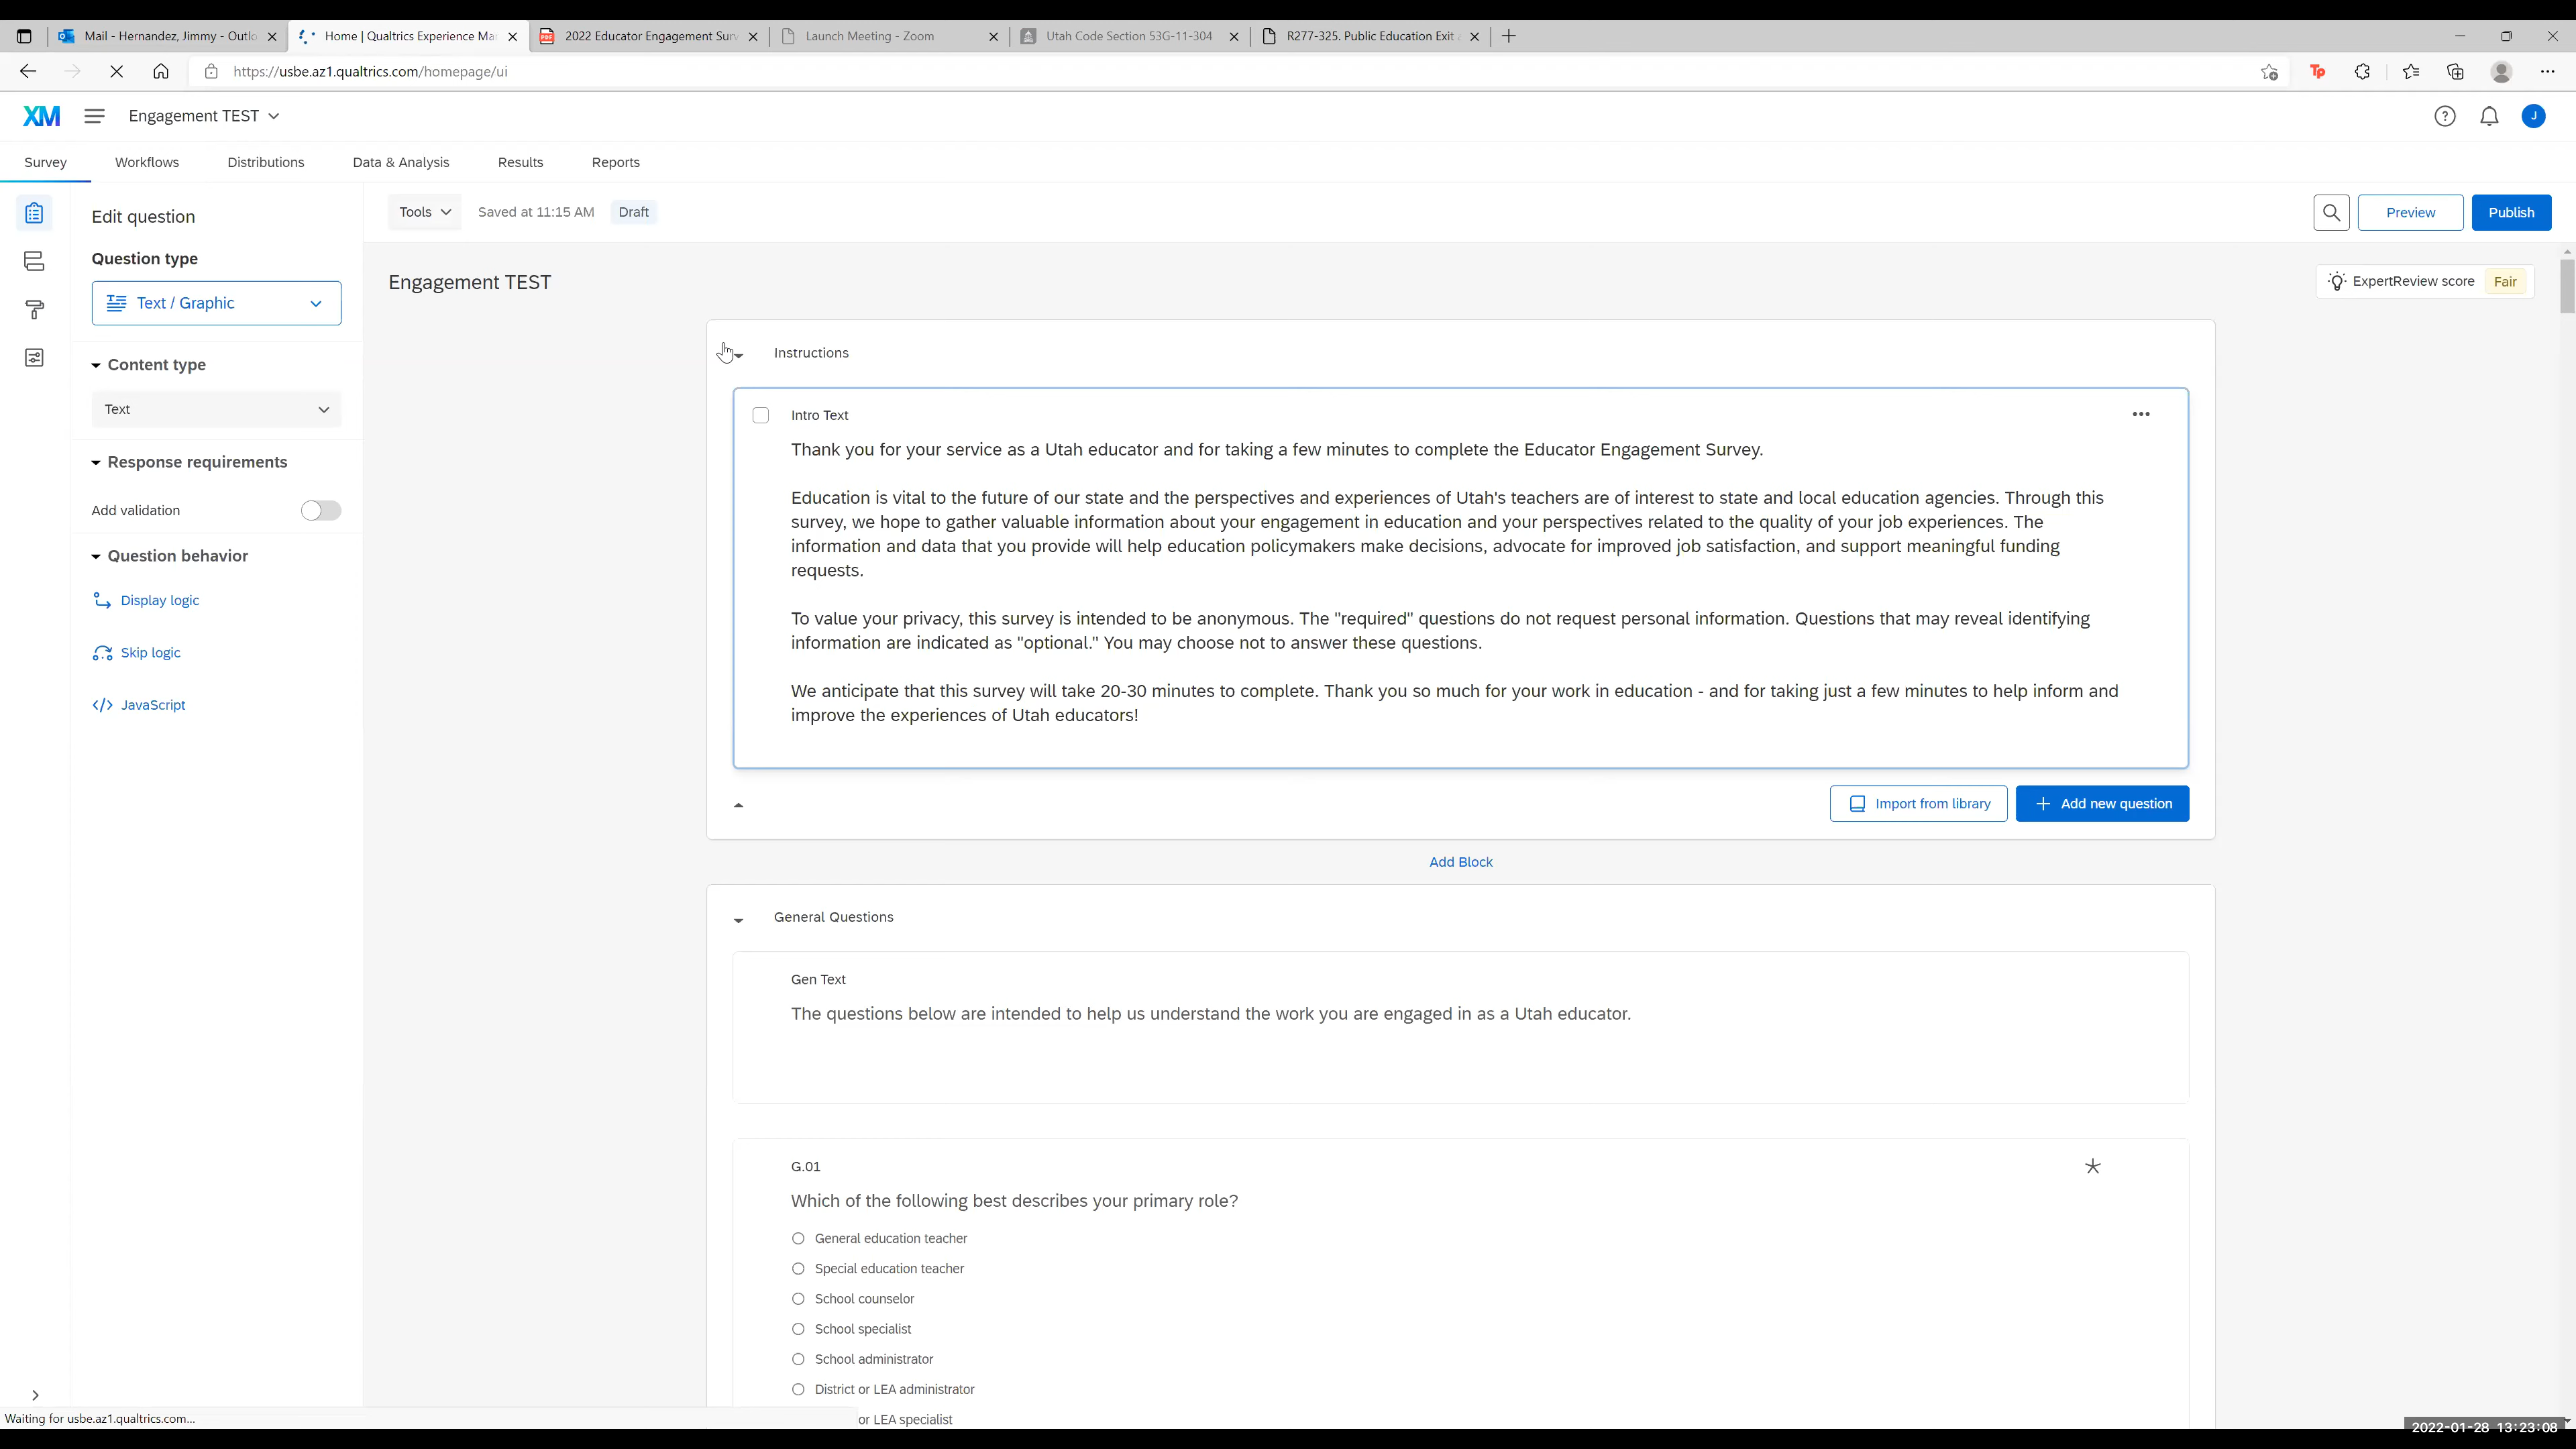 Mail - Hernandez, Jimmy - Outlo
Home | Qualtrics Experience Ma
2022 Educator Engagement Surv
Launch Meeting - Zoom
Utah Code Section 53G-11-304
R277-325. Public Education Exit
https://usbe.az1.qualtrics.com/homepage/ui
XM
Engagement TEST
J
Survey
Workflows
Distributions
Data & Analysis
Results
Reports
Edit question
Tools
Saved at 11:15 AM
Draft
Preview
Publish
Question type
Text / Graphic
Content type
Text
Response requirements
Add validation
Question behavior
Display logic
Skip logic
</> JavaScript
Engagement TEST
ExpertReview score
Fair
Instructions
Intro Text
Thank you for your service as a Utah educator and for taking a few minutes to complete the Educator Engagement Survey.
Education is vital to the future of our state and the perspectives and experiences of Utah's teachers are of interest to state and local education agencies. Through this
survey, we hope to gather valuable information about your engagement in education and your perspectives related to the quality of your job experiences. The
information and data that you provide will help education policymakers make decisions, advocate for improved job satisfaction, and support meaningful funding
requests.
To value your privacy, this survey is intended to be anonymous. The "required" questions do not request personal information. Questions that may reveal identifying
information are indicated as "optional." You may choose not to answer these questions.
We anticipate that this survey will take 20-30 minutes to complete. Thank you so much for your work in education - and for taking just a few minutes to help inform and
improve the experiences of Utah educators!
Import from library
Add new question
Add Block
General Questions
Gen Text
The questions below are intended to help us understand the work you are engaged in as a Utah educator.
G.01
Which of the following best describes your primary role?
General education teacher
Special education teacher
School counselor
School specialist
School administrator
District or LEA administrator
or LEA specialist
Waiting for usbe.az1.qualtrics.com...
2022-01-28 13:23:08